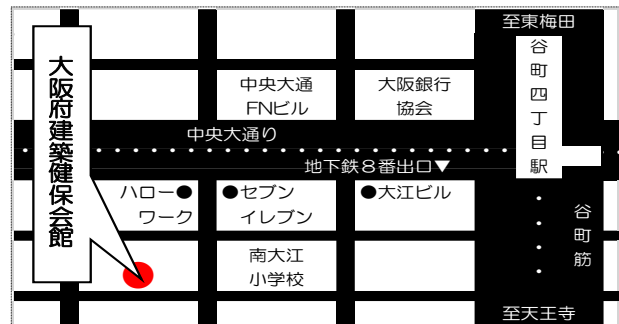 至東梅田
谷町四丁目駅
大阪府建築健保会館
中央大通
FNビル
大阪銀行
協会
中央大通り
地下鉄8番出口▼
ハロー●
ワーク
●セブン
イレブン
●大江ビル
谷町筋
南大江
小学校
至天王寺